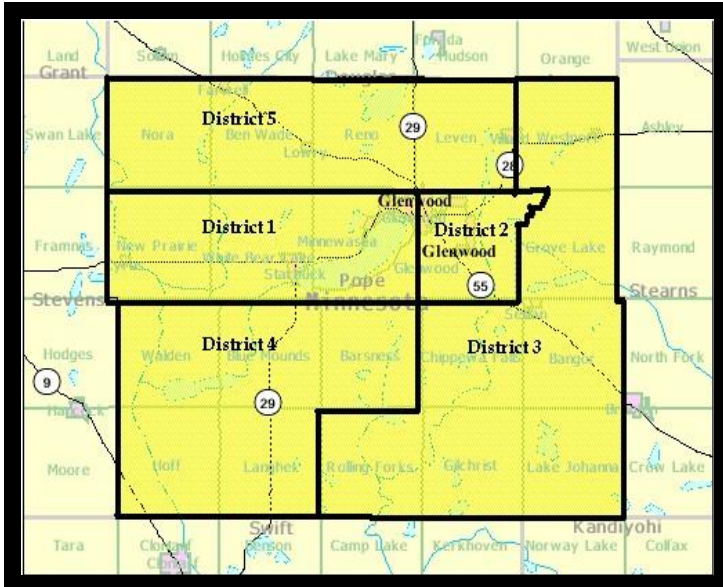 Land
Solem
Holmes City
Lake Mary
Hudson
Orange
West Union
Grant
Douglas
Swan Lake
Nora
Ben Wade
Reno
29
Leven
Westport
Ashley
District 5
Lowry
28
Glenwood
District 1
District 2
Glenwood
Framnas
New Prairie
White Bear Lake
Minnewaska
Glenwood
Grove Lake
Raymond
Starbuck
Pope
55
Minnesota
Stevens
Stearns
Sedan
District 4
District 3
Hodges
Walden
Blue Mounds
Barsness
Chippewa Falls
Bangor
North Fork
9
29
Hancock
Moore
Hoff
Langhei
Rolling Forks
Gilchrist
Lake Johanna
Crow Lake
Swift
Kandiyohi
Tara
Benson
Camp Lake
Kerkhoven
Norway Lake
Colfax